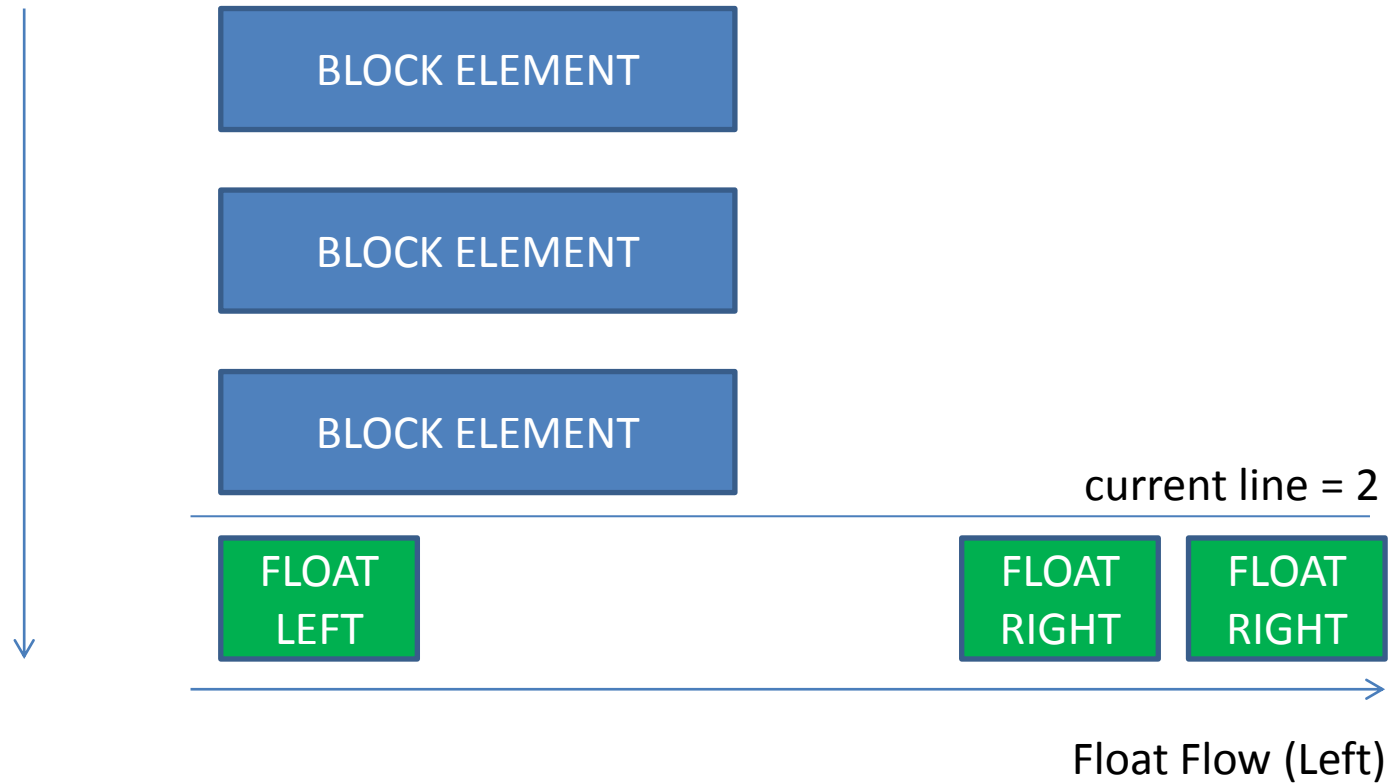 BLOCK ELEMENT
BLOCK ELEMENT
BLOCK ELEMENT
current line = 2
FLOAT
LEFT
FLOAT
RIGHT
FLOAT
RIGHT
Float Flow (Left)